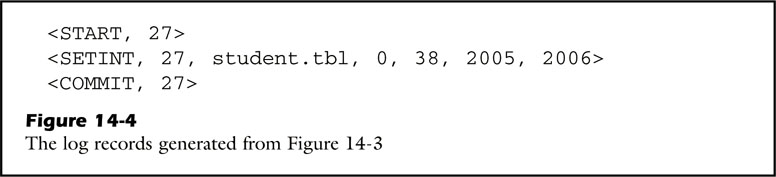 <START, 27>
<SETINT, 27, student.tbl, 0, 38, 2005, 2006>
<COMMIT, 27>
Figure 14-4
The log records generated from Figure 14-3